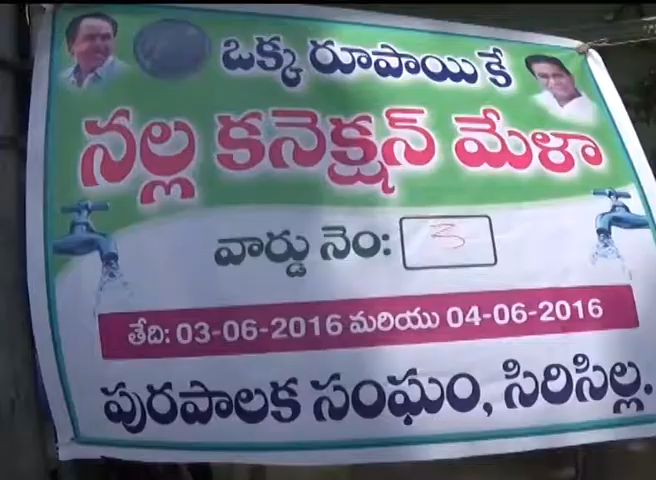 ఒక్క రూపాయి కే
నల్లా కనెక్షన్ మేళా
వార్డు నెం: 3
తేది: 03-06-2016 మరియు 04-06-2016
పురపాలక సంఘం, సిరిసిల్ల.